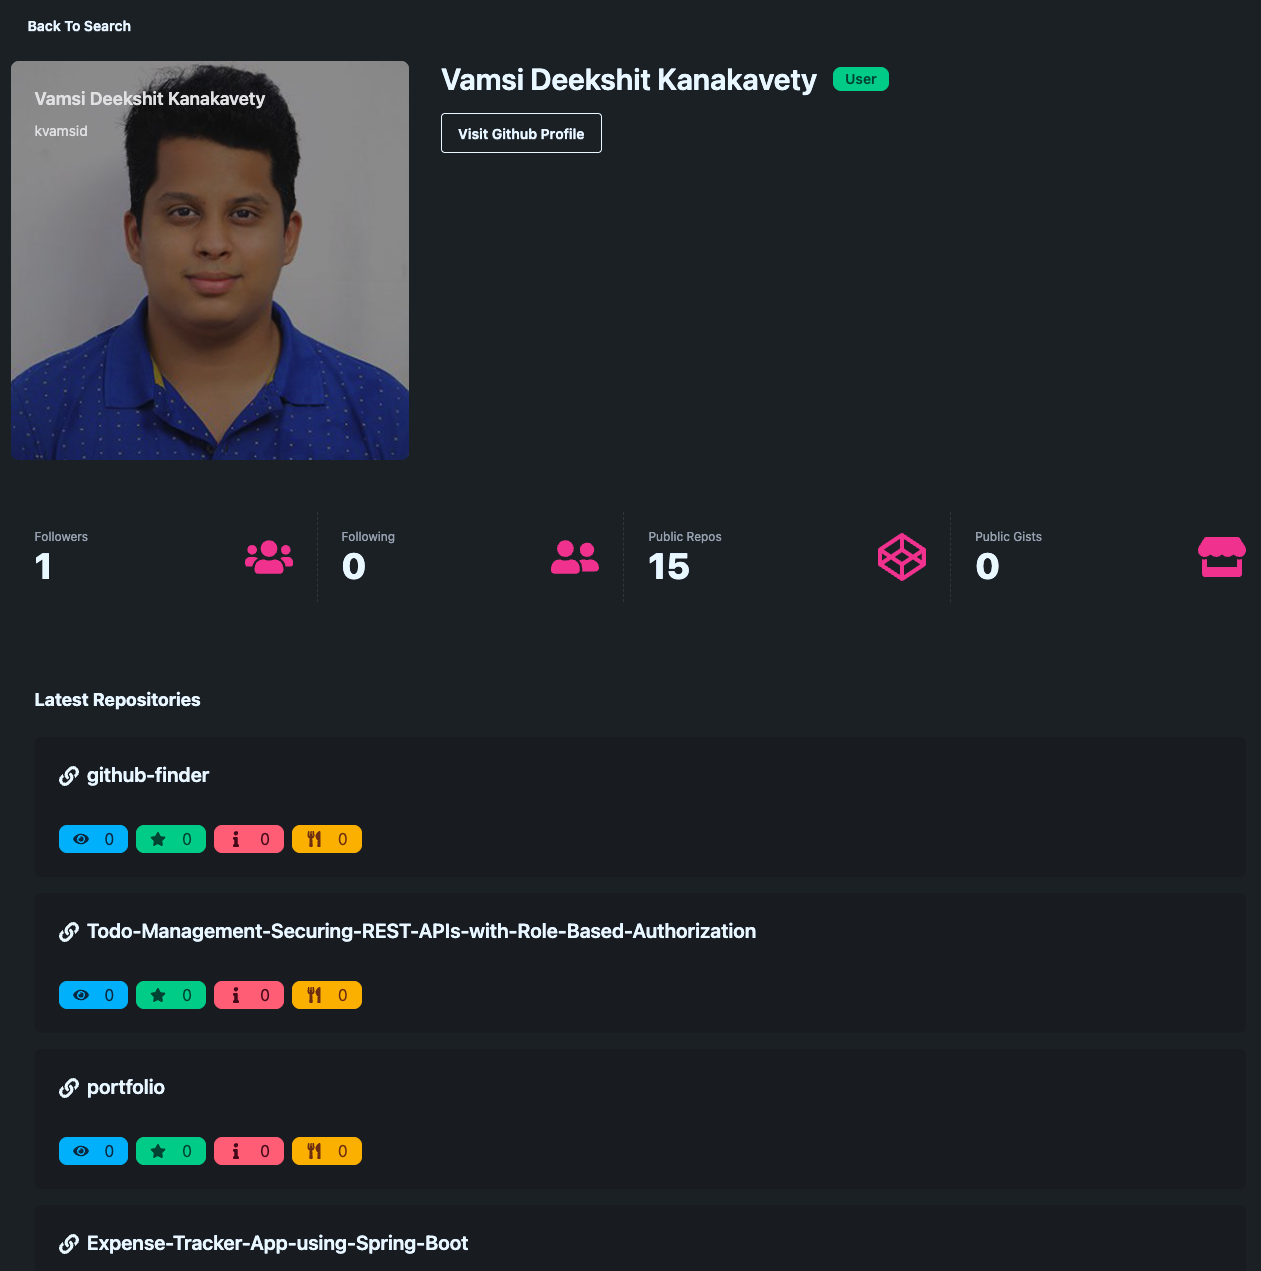 Back To Search
Vamsi Deekshit Kanakavety
kvamsid
Vamsi Deekshit Kanakavety User
Visit Github Profile
Followers
1
Following
0
Public Repos
15
Public Gists
0
Latest Repositories
github-finder
0 0 0 0
Todo-Management-Securing-REST-APIs-with-Role-Based-Authorization
0 0 0 0
portfolio
0 0 0 0
Expense-Tracker-App-using-Spring-Boot